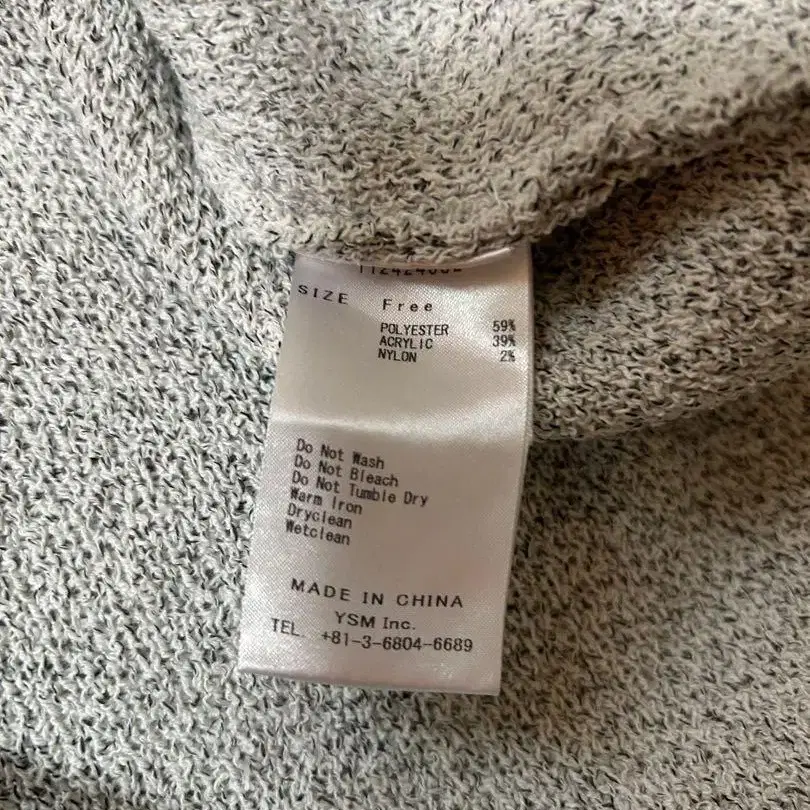 SIZE Free
POLYESTER 59%
ACRYLIC 39%
NYLON 2%
Do Not Wash
Do Not Bleach
Do Not Tumble Dry
Warm Iron
Dryclean
Wetclean
MADE IN CHINA
YSM Inc.
TEL. +81-3-6804-6689